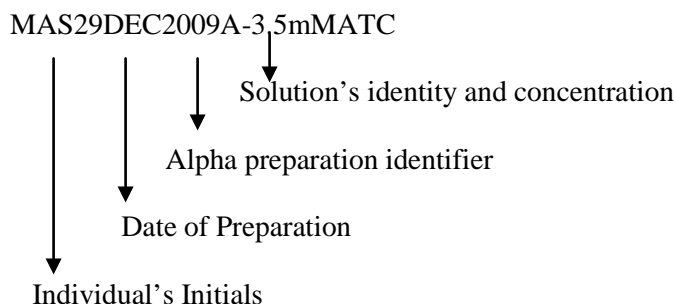 MAS29DEC2009A-3.5mMATC
Solution’s identity and concentration
Alpha preparation identifier
Date of Preparation
Individual’s Initials